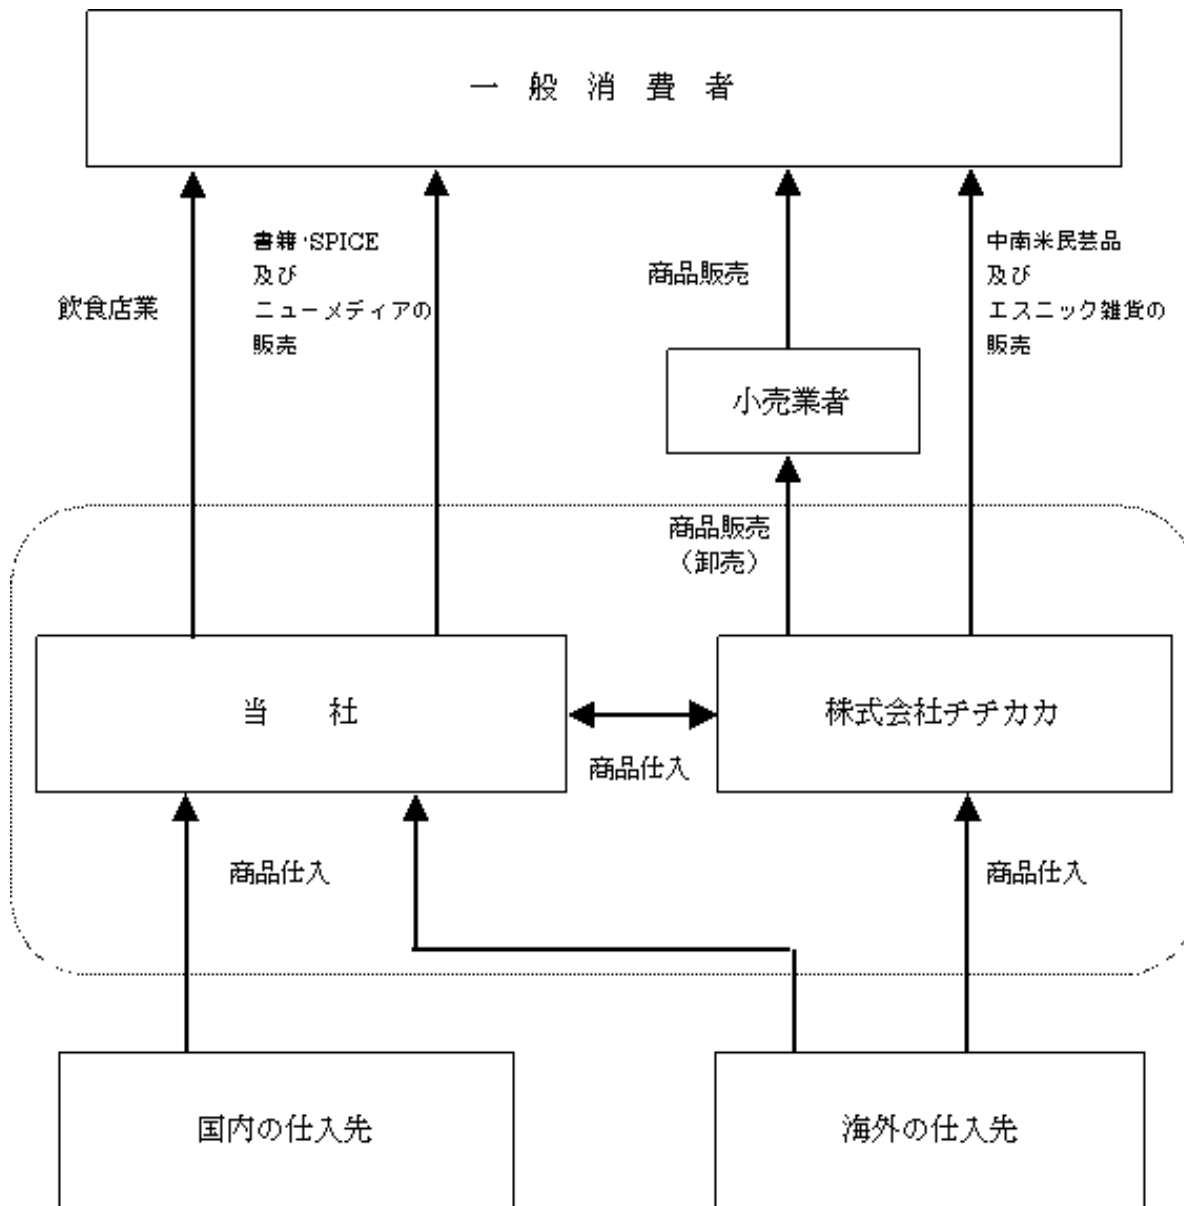 一般消費者
飲食店業
書籍・SPICE
及び
ニューメディアの
販売
商品販売
中南米民芸品
及び
エスニック雑貨の
販売
小売業者
商品販売
（卸売）
当社
商品仕入
株式会社チチカカ
商品仕入
商品仕入
国内の仕入先
海外の仕入先